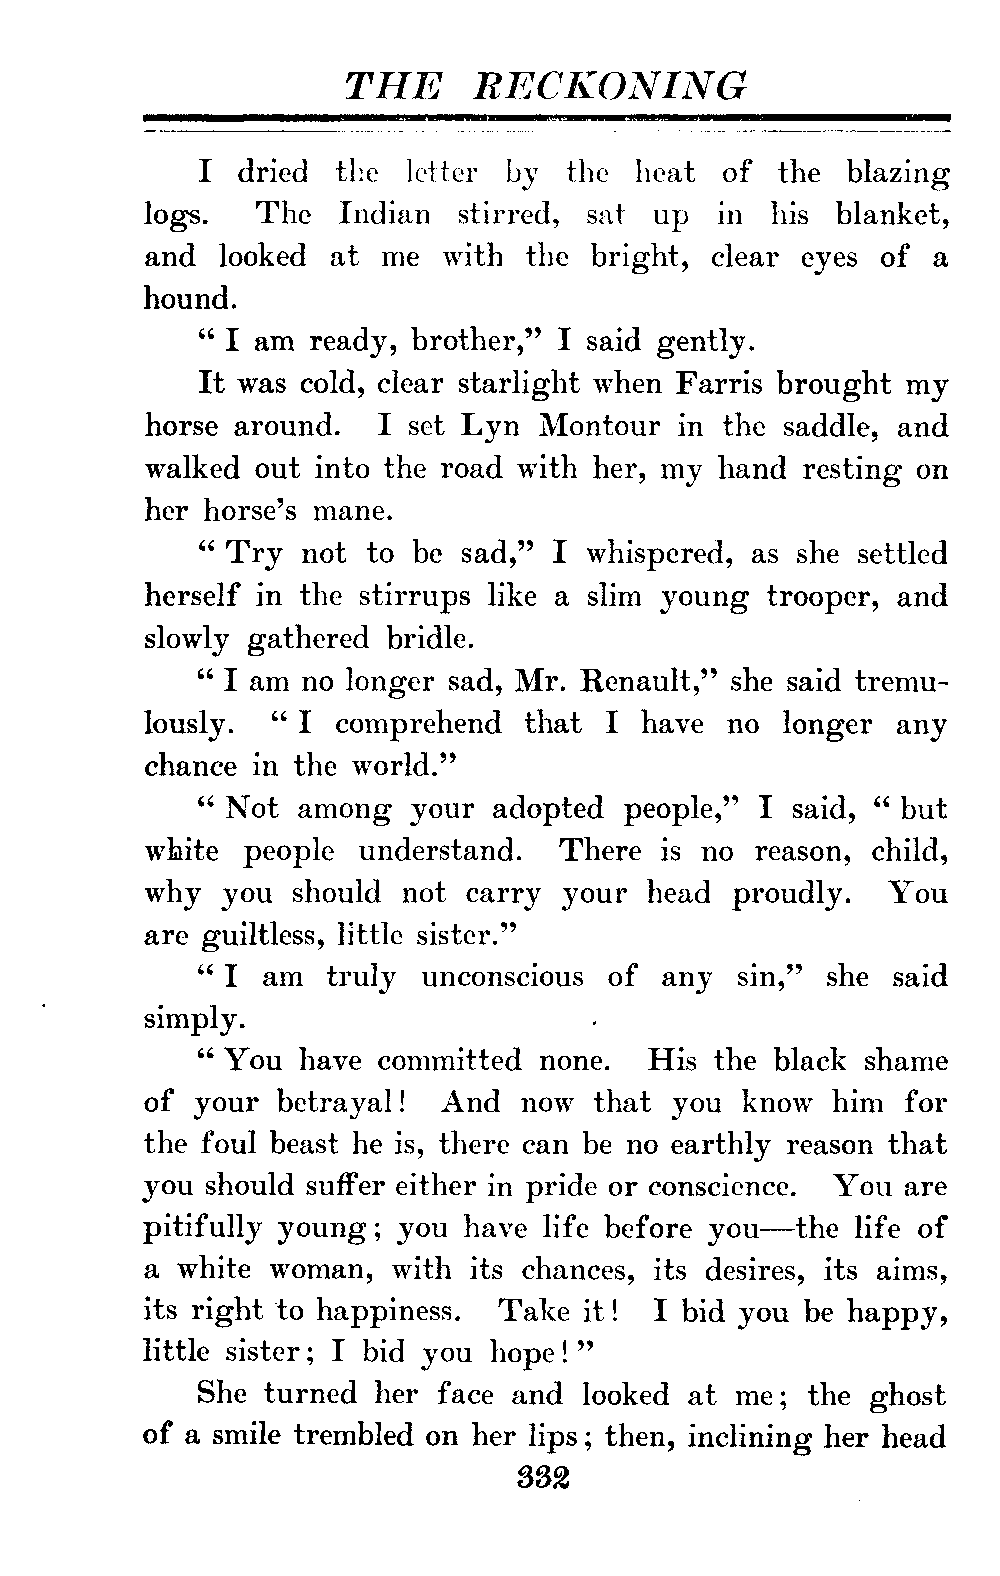 THE RECKONING
I dried the letter by the heat of the blazing
logs. The Indian stirred, sat up in his blanket,
and looked at me with the bright, clear eyes of a
hound.
“ I am ready, brother,” I said gently.
It was cold, clear starlight when Farris brought my
horse around. I set Lyn Montour in the saddle, and
walked out into the road with her, my hand resting on
her horse’s mane.
“ Try not to be sad,” I whispered, as she settled
herself in the stirrups like a slim young trooper, and
slowly gathered bridle.
“ I am no longer sad, Mr. Renault,” she said tremu-
lously. “ I comprehend that I have no longer any
chance in the world.”
“ Not among your adopted people,” I said, “ but
white people understand. There is no reason, child,
why you should not carry your head proudly. You
are guiltless, little sister.”
“ I am truly unconscious of any sin,” she said
simply.
“ You have committed none. His the black shame
of your betrayal! And now that you know him for
the foul beast he is, there can be no earthly reason that
you should suffer either in pride or conscience. You are
pitifully young; you have life before you—the life of
a white woman, with its chances, its desires, its aims,
its right to happiness. Take it! I bid you be happy,
little sister; I bid you hope! ”
She turned her face and looked at me; the ghost
of a smile trembled on her lips; then, inclining her head
332